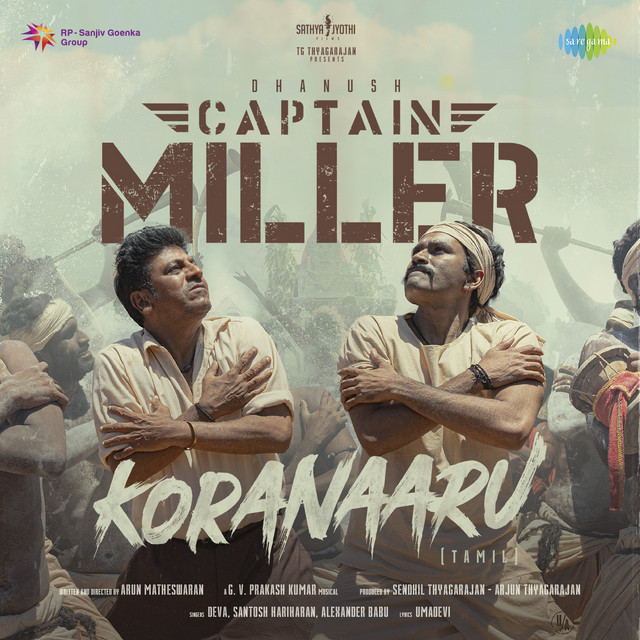 RP-Sanjiv Goenka
Group
SATHYA JYOTHI
FILMS
TG THYAGARAJAN
PRESENTS
saregama
DHANUSH
CAPTAIN
MILLER
KORANAARU
[TAMIL]
WRITTEN AND DIRECTED BY ARUN MATHESWARAN A G. V. PRAKASH KUMAR MUSICAL PRODUCED BY SENDHIL THYAGARAJAN - ARJUN THYAGARAJAN
SINGERS DEVA, SANTOSH HARIHARAN, ALEXANDER BABU LYRICS UMADEVI